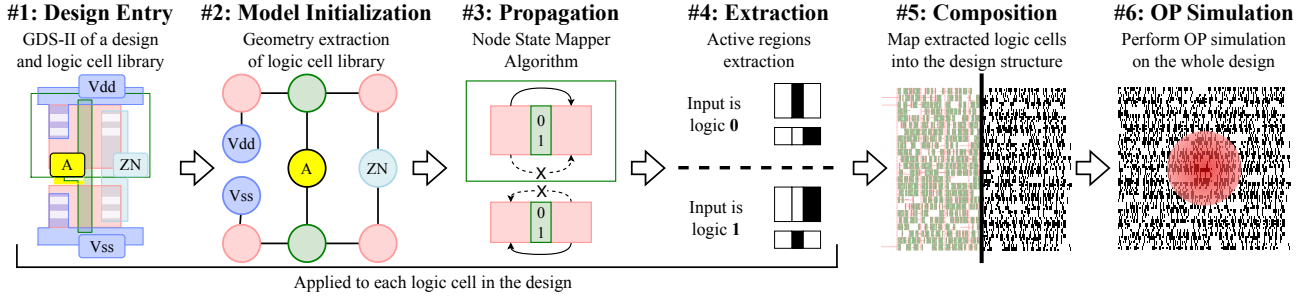 #1: Design Entry
GDS-II of a design
and logic cell library
Vdd
A
ZN
Vss
#2: Model Initialization
Geometry extraction
of logic cell library
Vdd
A
ZN
Vss
#3: Propagation
Node State Mapper
Algorithm
0
1
X
X
0
1
#4: Extraction
Active regions
extraction
Input is
logic 0
Input is
logic 1
#5: Composition
Map extracted logic cells
into the design structure
#6: OP Simulation
Perform OP simulation
on the whole design
Applied to each logic cell in the design